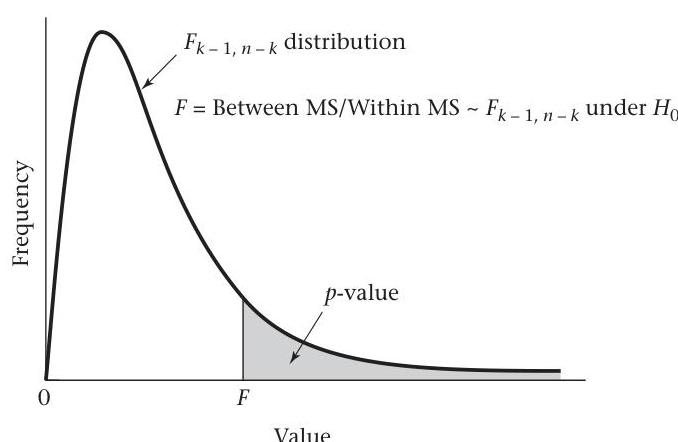 F_{k – 1, n – k} distribution
F = Between MS/Within MS ~ F_{k – 1, n – k} under H_0
Frequency
p-value
0
F
Value